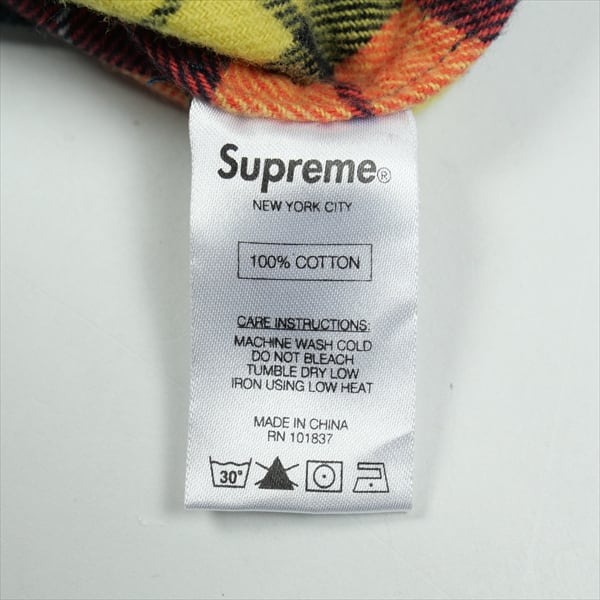 Supreme®
NEW YORK CITY
100% COTTON
CARE INSTRUCTIONS:
MACHINE WASH COLD
DO NOT BLEACH
TUMBLE DRY LOW
IRON USING LOW HEAT
MADE IN CHINA
RN 101837
30°